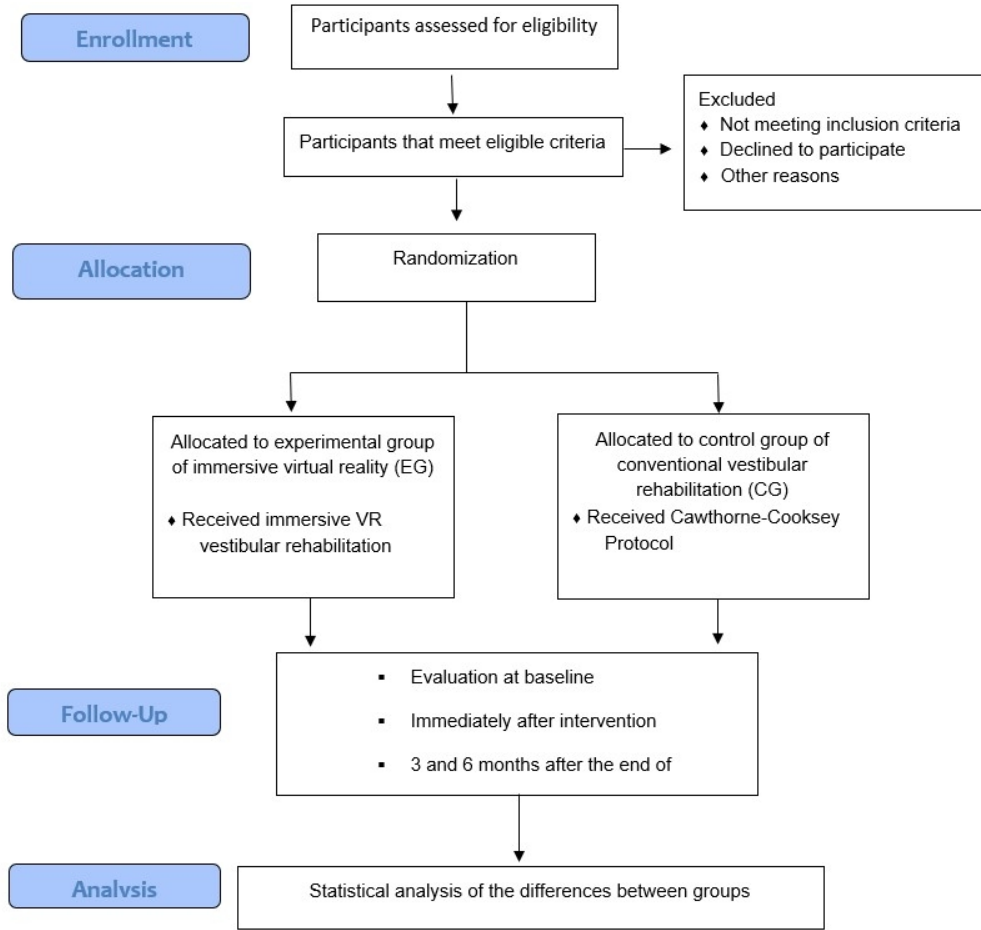 Enrollment
Participants assessed for eligibility
Participants that meet eligible criteria
Excluded
♦ Not meeting inclusion criteria
♦ Declined to participate
♦ Other reasons
Allocation
Randomization
Allocated to experimental group
of immersive virtual reality (EG)
♦ Received immersive VR
vestibular rehabilitation
Allocated to control group of
conventional vestibular
rehabilitation (CG)
♦ Received Cawthorne-Cooksey
Protocol
Follow-Up
▪ Evaluation at baseline
▪ Immediately after intervention
▪ 3 and 6 months after the end of
Analysis
Statistical analysis of the differences between groups